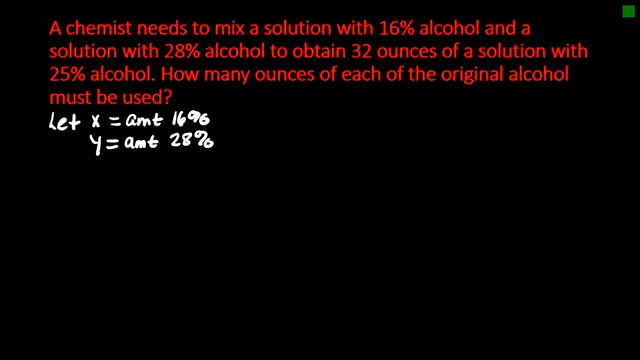 A chemist needs to mix a solution with 16% alcohol and a
solution with 28% alcohol to obtain 32 ounces of a solution with
25% alcohol. How many ounces of each of the original alcohol
must be used?
Let x = amt 16%
y = amt 28%